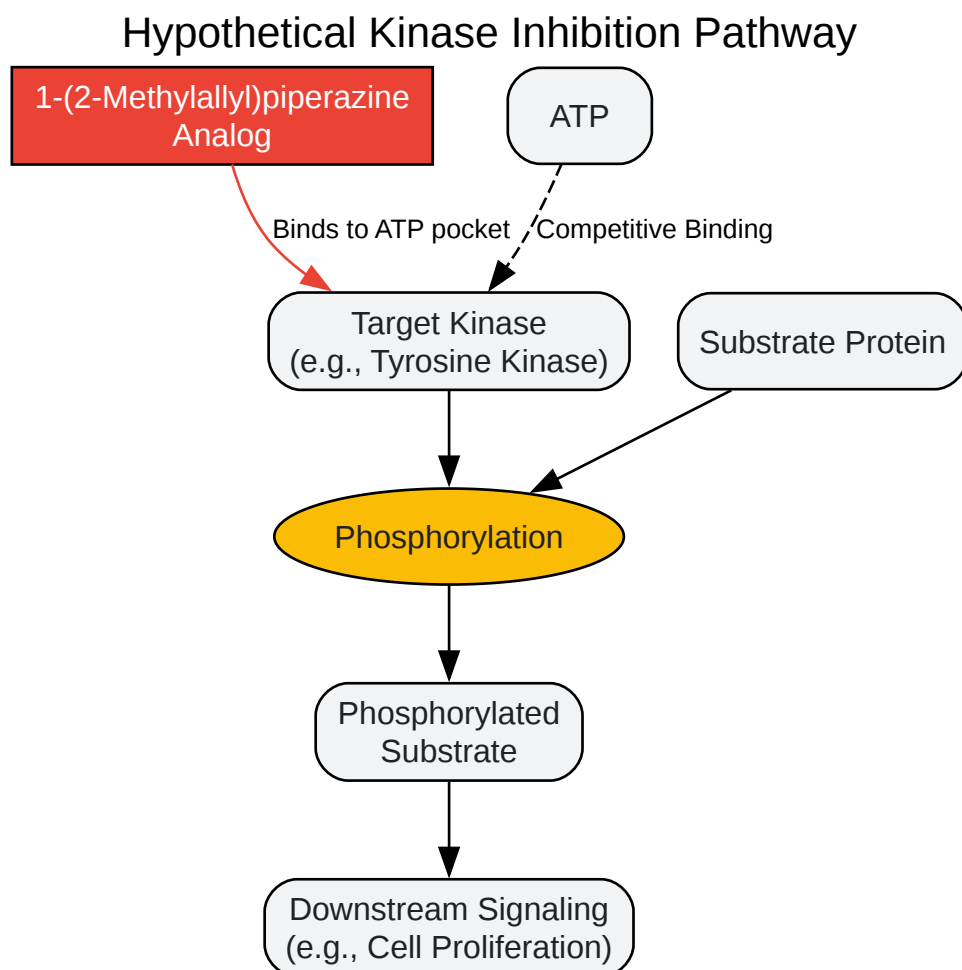 Hypothetical Kinase Inhibition Pathway
1-(2-Methylallyl)piperazine
Analog
ATP
Binds to ATP pocket
Competitive Binding
Target Kinase
(e.g., Tyrosine Kinase)
Substrate Protein
Phosphorylation
Phosphorylated
Substrate
Downstream Signaling
(e.g., Cell Proliferation)